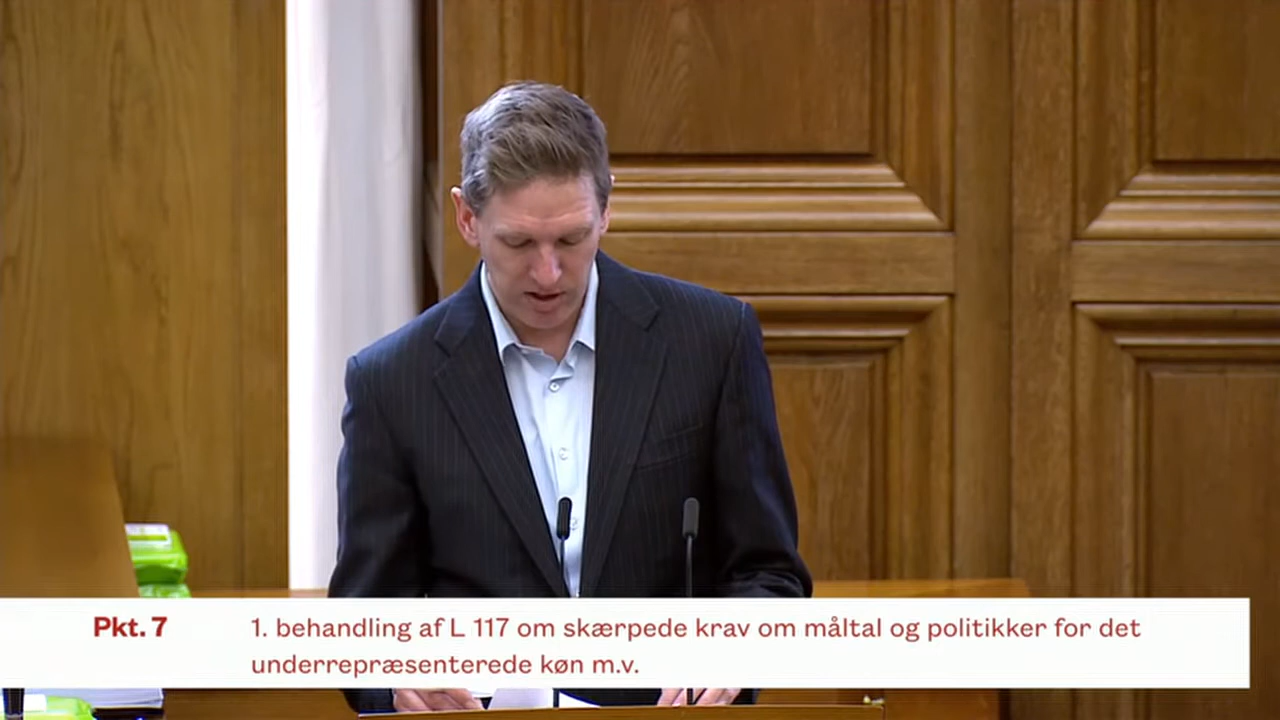 Pkt. 7
1. behandling af L 117 om skærpede krav om måltal og politikker for det
underrepræsenterede køn m.v.